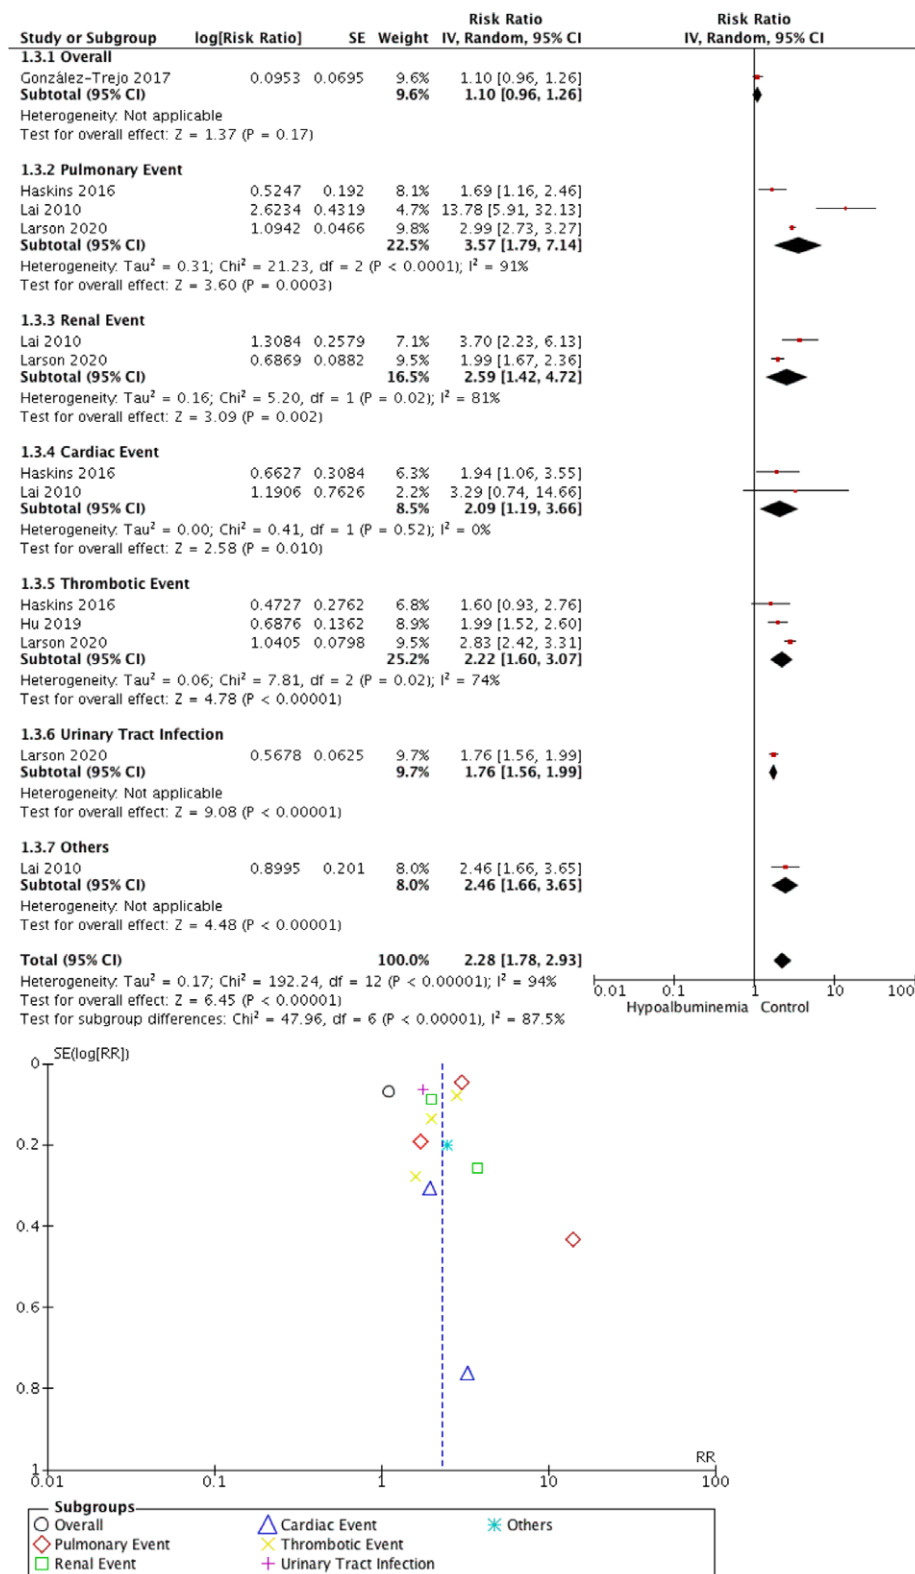 Risk Ratio Risk Ratio
Study or Subgroup log[Risk Ratio] SE Weight IV, Random, 95% CI IV, Random, 95% CI
1.3.1 Overall
González-Trejo 2017 0.0953 0.0695 9.6% 1.10 [0.96, 1.26]
Subtotal (95% CI) 9.6% 1.10 [0.96, 1.26]
Heterogeneity: Not applicable
Test for overall effect: Z = 1.37 (P = 0.17)
1.3.2 Pulmonary Event
Haskins 2016 0.5247 0.192 8.1% 1.69 [1.16, 2.46]
Lai 2010 2.6234 0.4319 4.7% 13.78 [5.91, 32.13]
Larson 2020 1.0942 0.0466 9.8% 2.99 [2.73, 3.27]
Subtotal (95% CI) 22.5% 3.57 [1.79, 7.14]
Heterogeneity: Tau² = 0.31; Chi² = 21.23, df = 2 (P < 0.0001); I² = 91%
Test for overall effect: Z = 3.60 (P = 0.0003)
1.3.3 Renal Event
Lai 2010 1.3084 0.2579 7.1% 3.70 [2.23, 6.13]
Larson 2020 0.6869 0.0882 9.5% 1.99 [1.67, 2.36]
Subtotal (95% CI) 16.5% 2.59 [1.42, 4.72]
Heterogeneity: Tau² = 0.16; Chi² = 5.20, df = 1 (P = 0.02); I² = 81%
Test for overall effect: Z = 3.09 (P = 0.002)
1.3.4 Cardiac Event
Haskins 2016 0.6627 0.3084 6.3% 1.94 [1.06, 3.55]
Lai 2010 1.1906 0.7626 2.2% 3.29 [0.74, 14.66]
Subtotal (95% CI) 8.5% 2.09 [1.19, 3.66]
Heterogeneity: Tau² = 0.00; Chi² = 0.41, df = 1 (P = 0.52); I² = 0%
Test for overall effect: Z = 2.58 (P = 0.010)
1.3.5 Thrombotic Event
Haskins 2016 0.4727 0.2762 6.8% 1.60 [0.93, 2.76]
Hu 2019 0.6876 0.1362 8.9% 1.99 [1.52, 2.60]
Larson 2020 1.0405 0.0798 9.5% 2.83 [2.42, 3.31]
Subtotal (95% CI) 25.2% 2.22 [1.60, 3.07]
Heterogeneity: Tau² = 0.06; Chi² = 7.81, df = 2 (P = 0.02); I² = 74%
Test for overall effect: Z = 4.78 (P < 0.00001)
1.3.6 Urinary Tract Infection
Larson 2020 0.5678 0.0625 9.7% 1.76 [1.56, 1.99]
Subtotal (95% CI) 9.7% 1.76 [1.56, 1.99]
Heterogeneity: Not applicable
Test for overall effect: Z = 9.08 (P < 0.00001)
1.3.7 Others
Lai 2010 0.8995 0.201 8.0% 2.46 [1.66, 3.65]
Subtotal (95% CI) 8.0% 2.46 [1.66, 3.65]
Heterogeneity: Not applicable
Test for overall effect: Z = 4.48 (P < 0.00001)
Total (95% CI) 100.0% 2.28 [1.78, 2.93]
Heterogeneity: Tau² = 0.17; Chi² = 192.24, df = 12 (P < 0.00001); I² = 94%
Test for overall effect: Z = 6.45 (P < 0.00001)
Test for subgroup differences: Chi² = 47.96, df = 6 (P < 0.00001), I² = 87.5%
0.01 0.1 1 10 100
Hypoalbuminemia Control
SE(log[RR])
0
0.2
0.4
0.6
0.8
1
RR
0.01 0.1 1 10 100
Subgroups
Overall Cardiac Event Others
Pulmonary Event Thrombotic Event
Renal Event Urinary Tract Infection